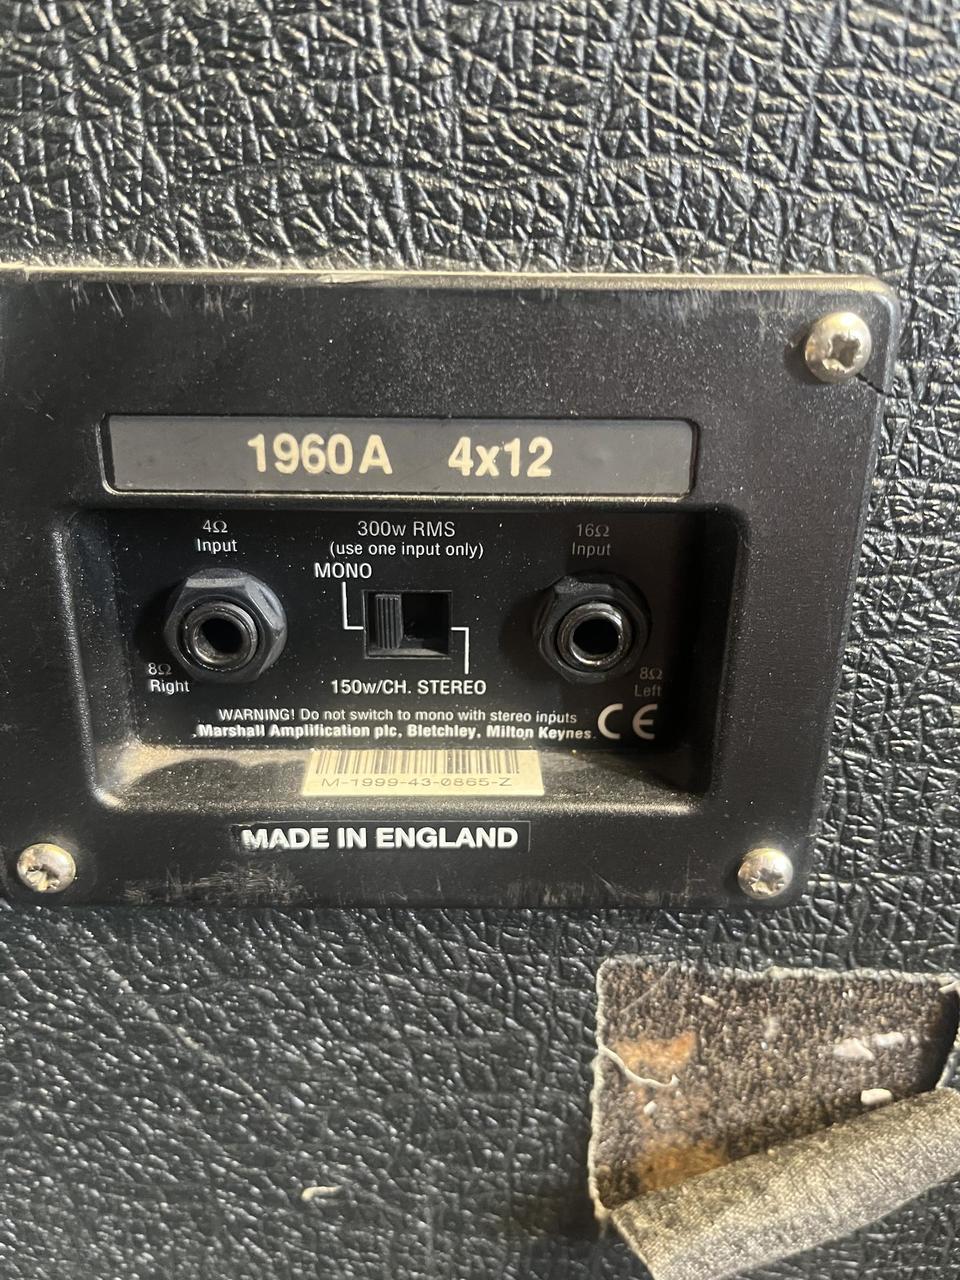 1960A 4x12
4Ω
Input
300w RMS
(use one input only)
16Ω
Input
MONO
8Ω
Right
8Ω
Left
150w/CH. STEREO
WARNING! Do not switch to mono with stereo inputs
Marshall Amplification plc, Bletchley, Milton Keynes.
CE
M-1999-43-0865-Z
MADE IN ENGLAND